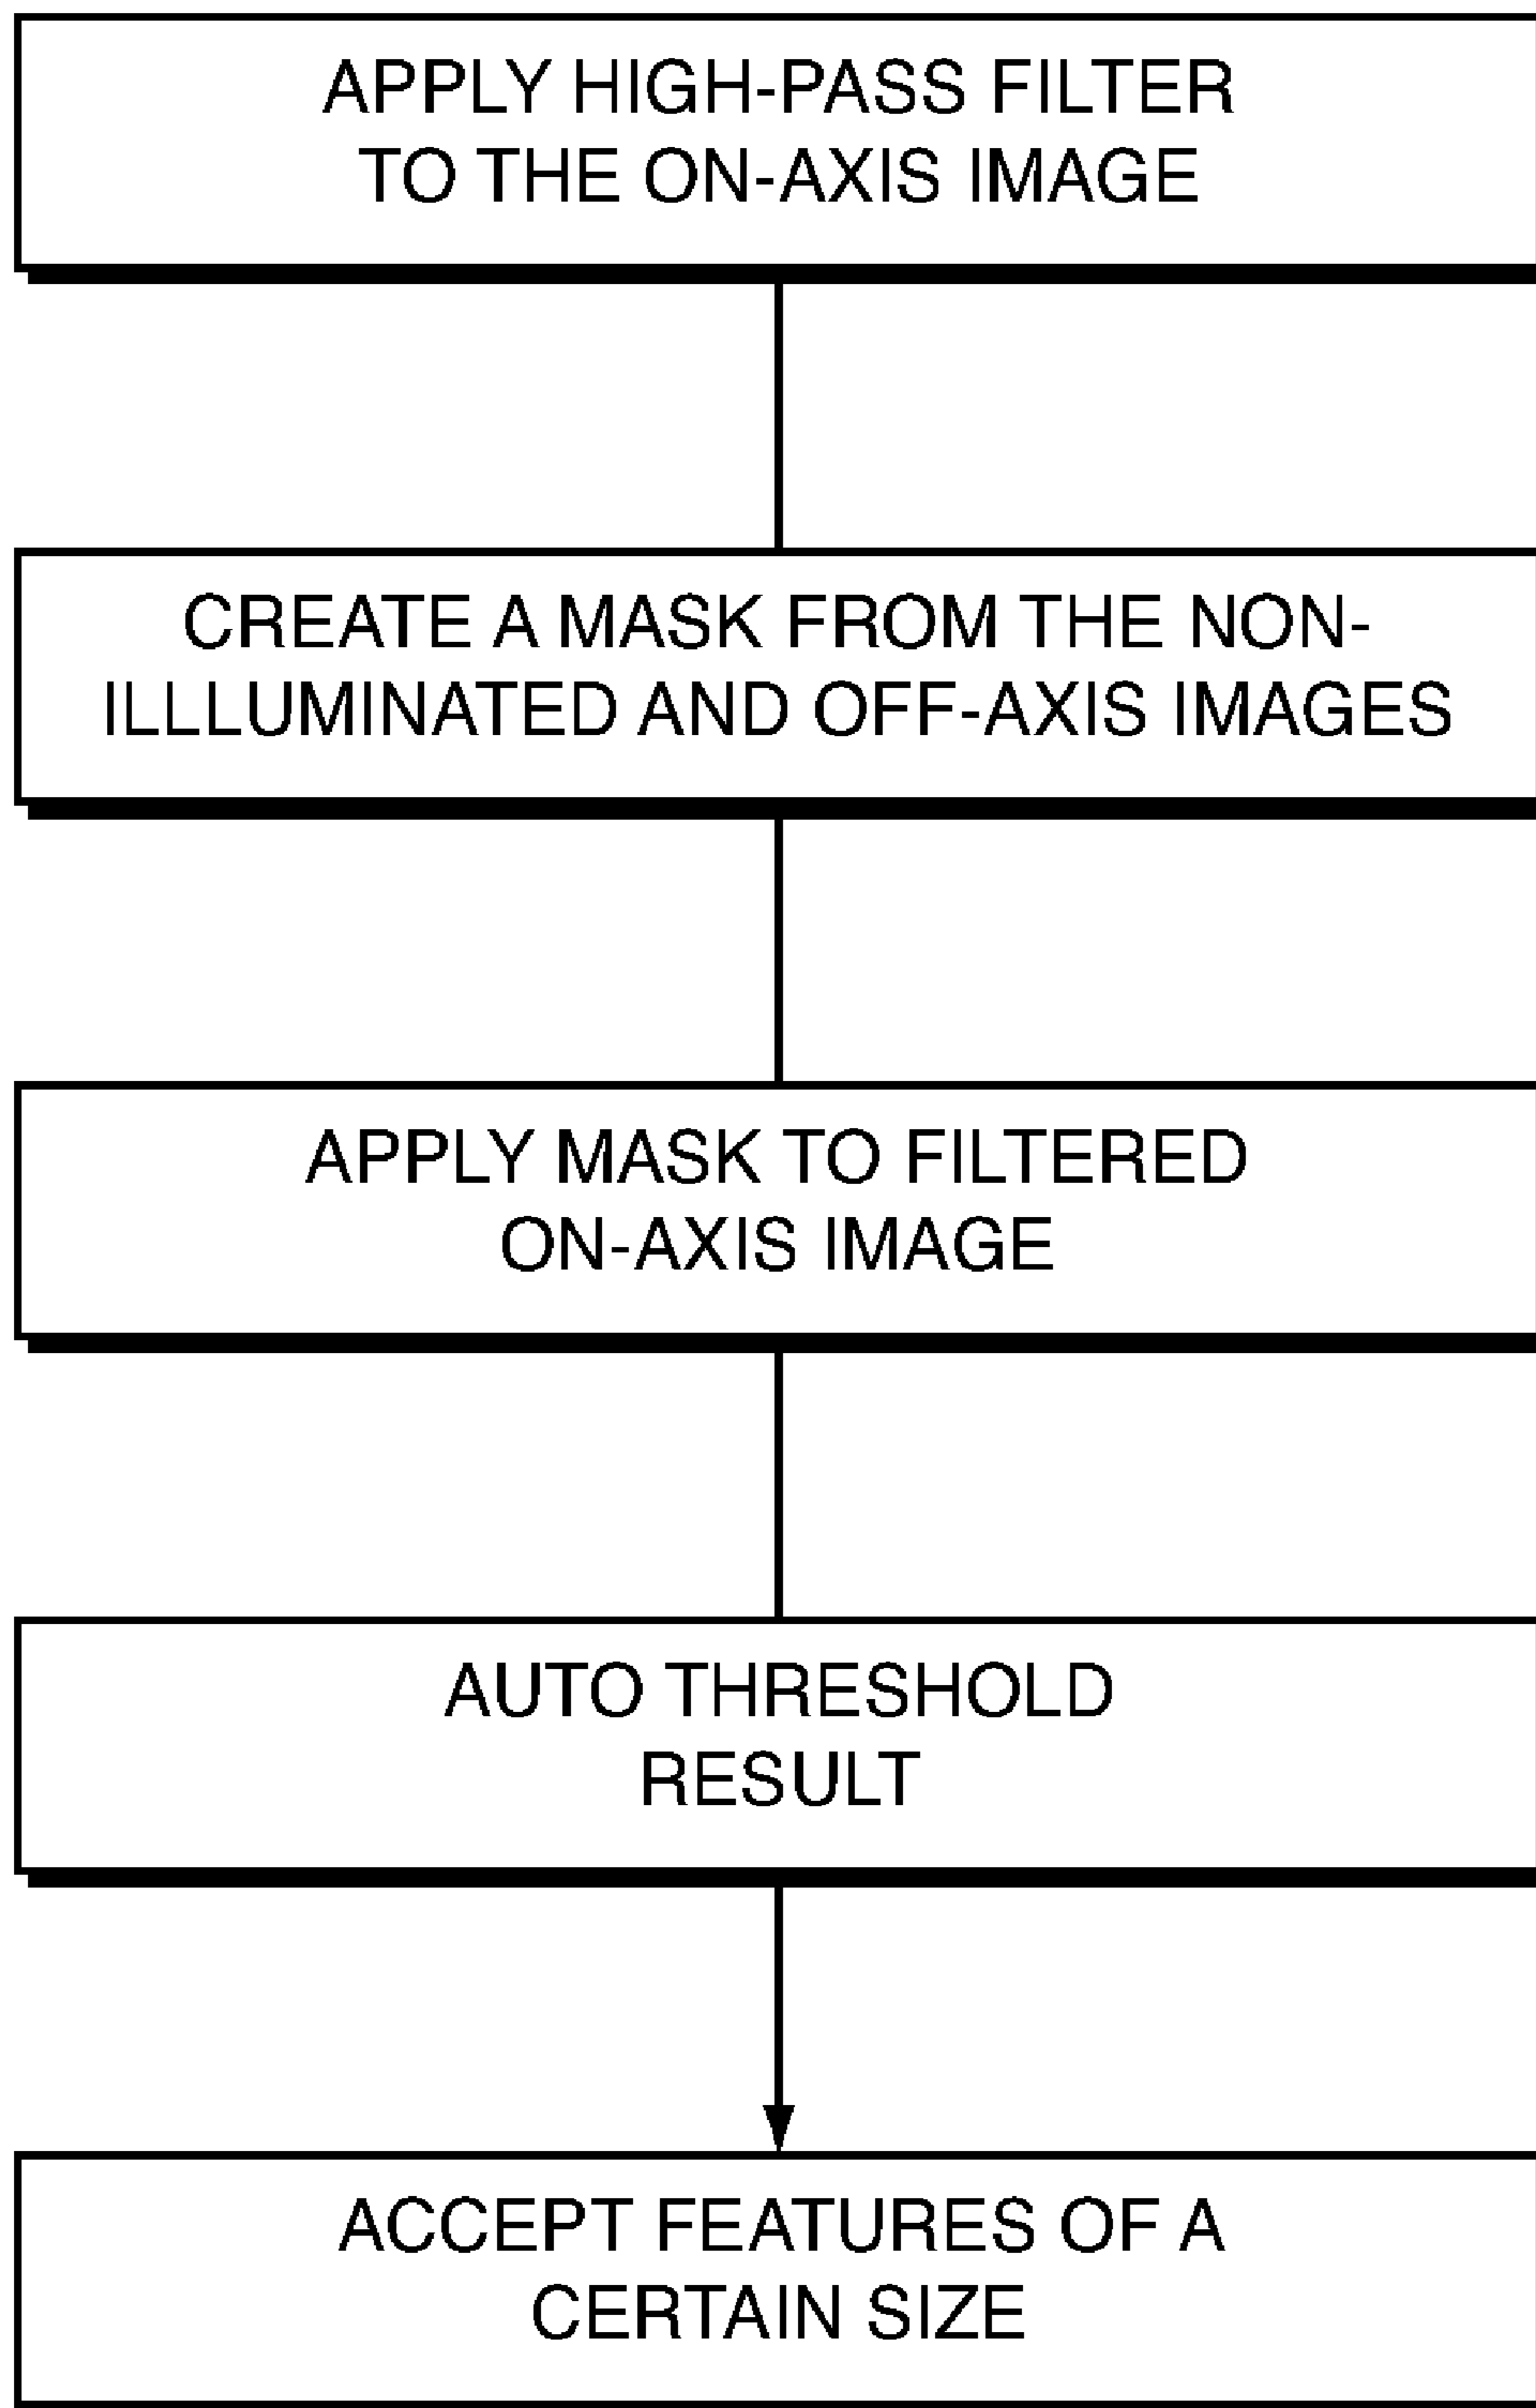 APPLY HIGH-PASS FILTER
TO THE ON-AXIS IMAGE
CREATE A MASK FROM THE NON-
ILLLUMINATED AND OFF-AXIS IMAGES
APPLY MASK TO FILTERED
ON-AXIS IMAGE
AUTO THRESHOLD
RESULT
ACCEPT FEATURES OF A
CERTAIN SIZE